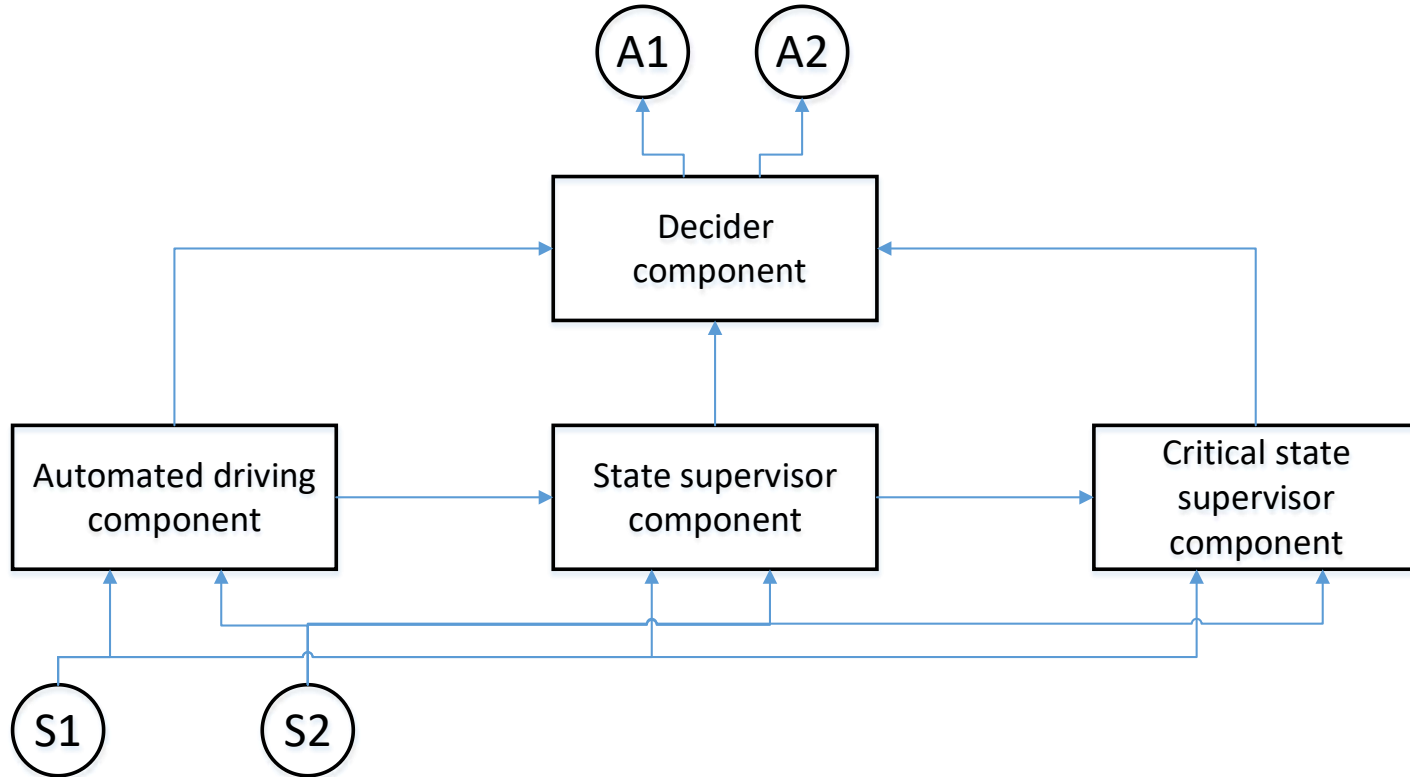 A1
A2
Decider
component
Automated driving
component
State supervisor
component
Critical state
supervisor
component
S1
S2